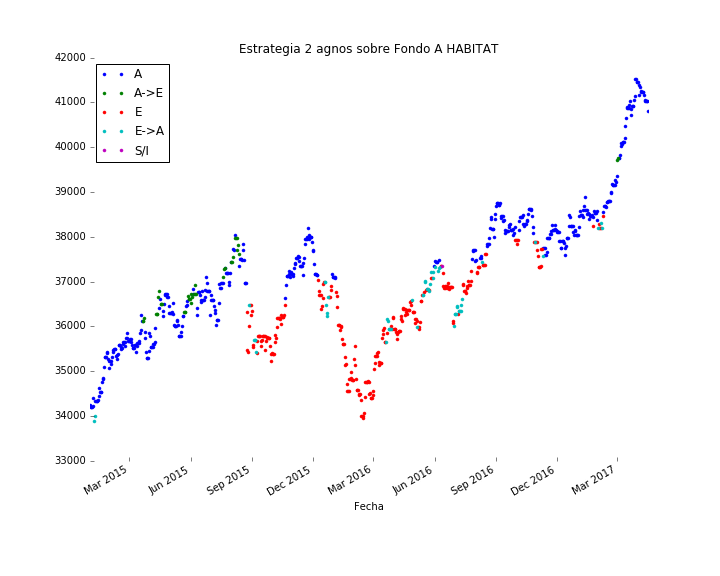 Estrategia 2 agnos sobre Fondo A HABITAT
42000
41000
40000
39000
38000
37000
36000
35000
34000
33000
A
A->E
E
E->A
S/I
Mar 2015
Jun 2015
Sep 2015
Dec 2015
Mar 2016
Jun 2016
Sep 2016
Dec 2016
Mar 2017
Fecha